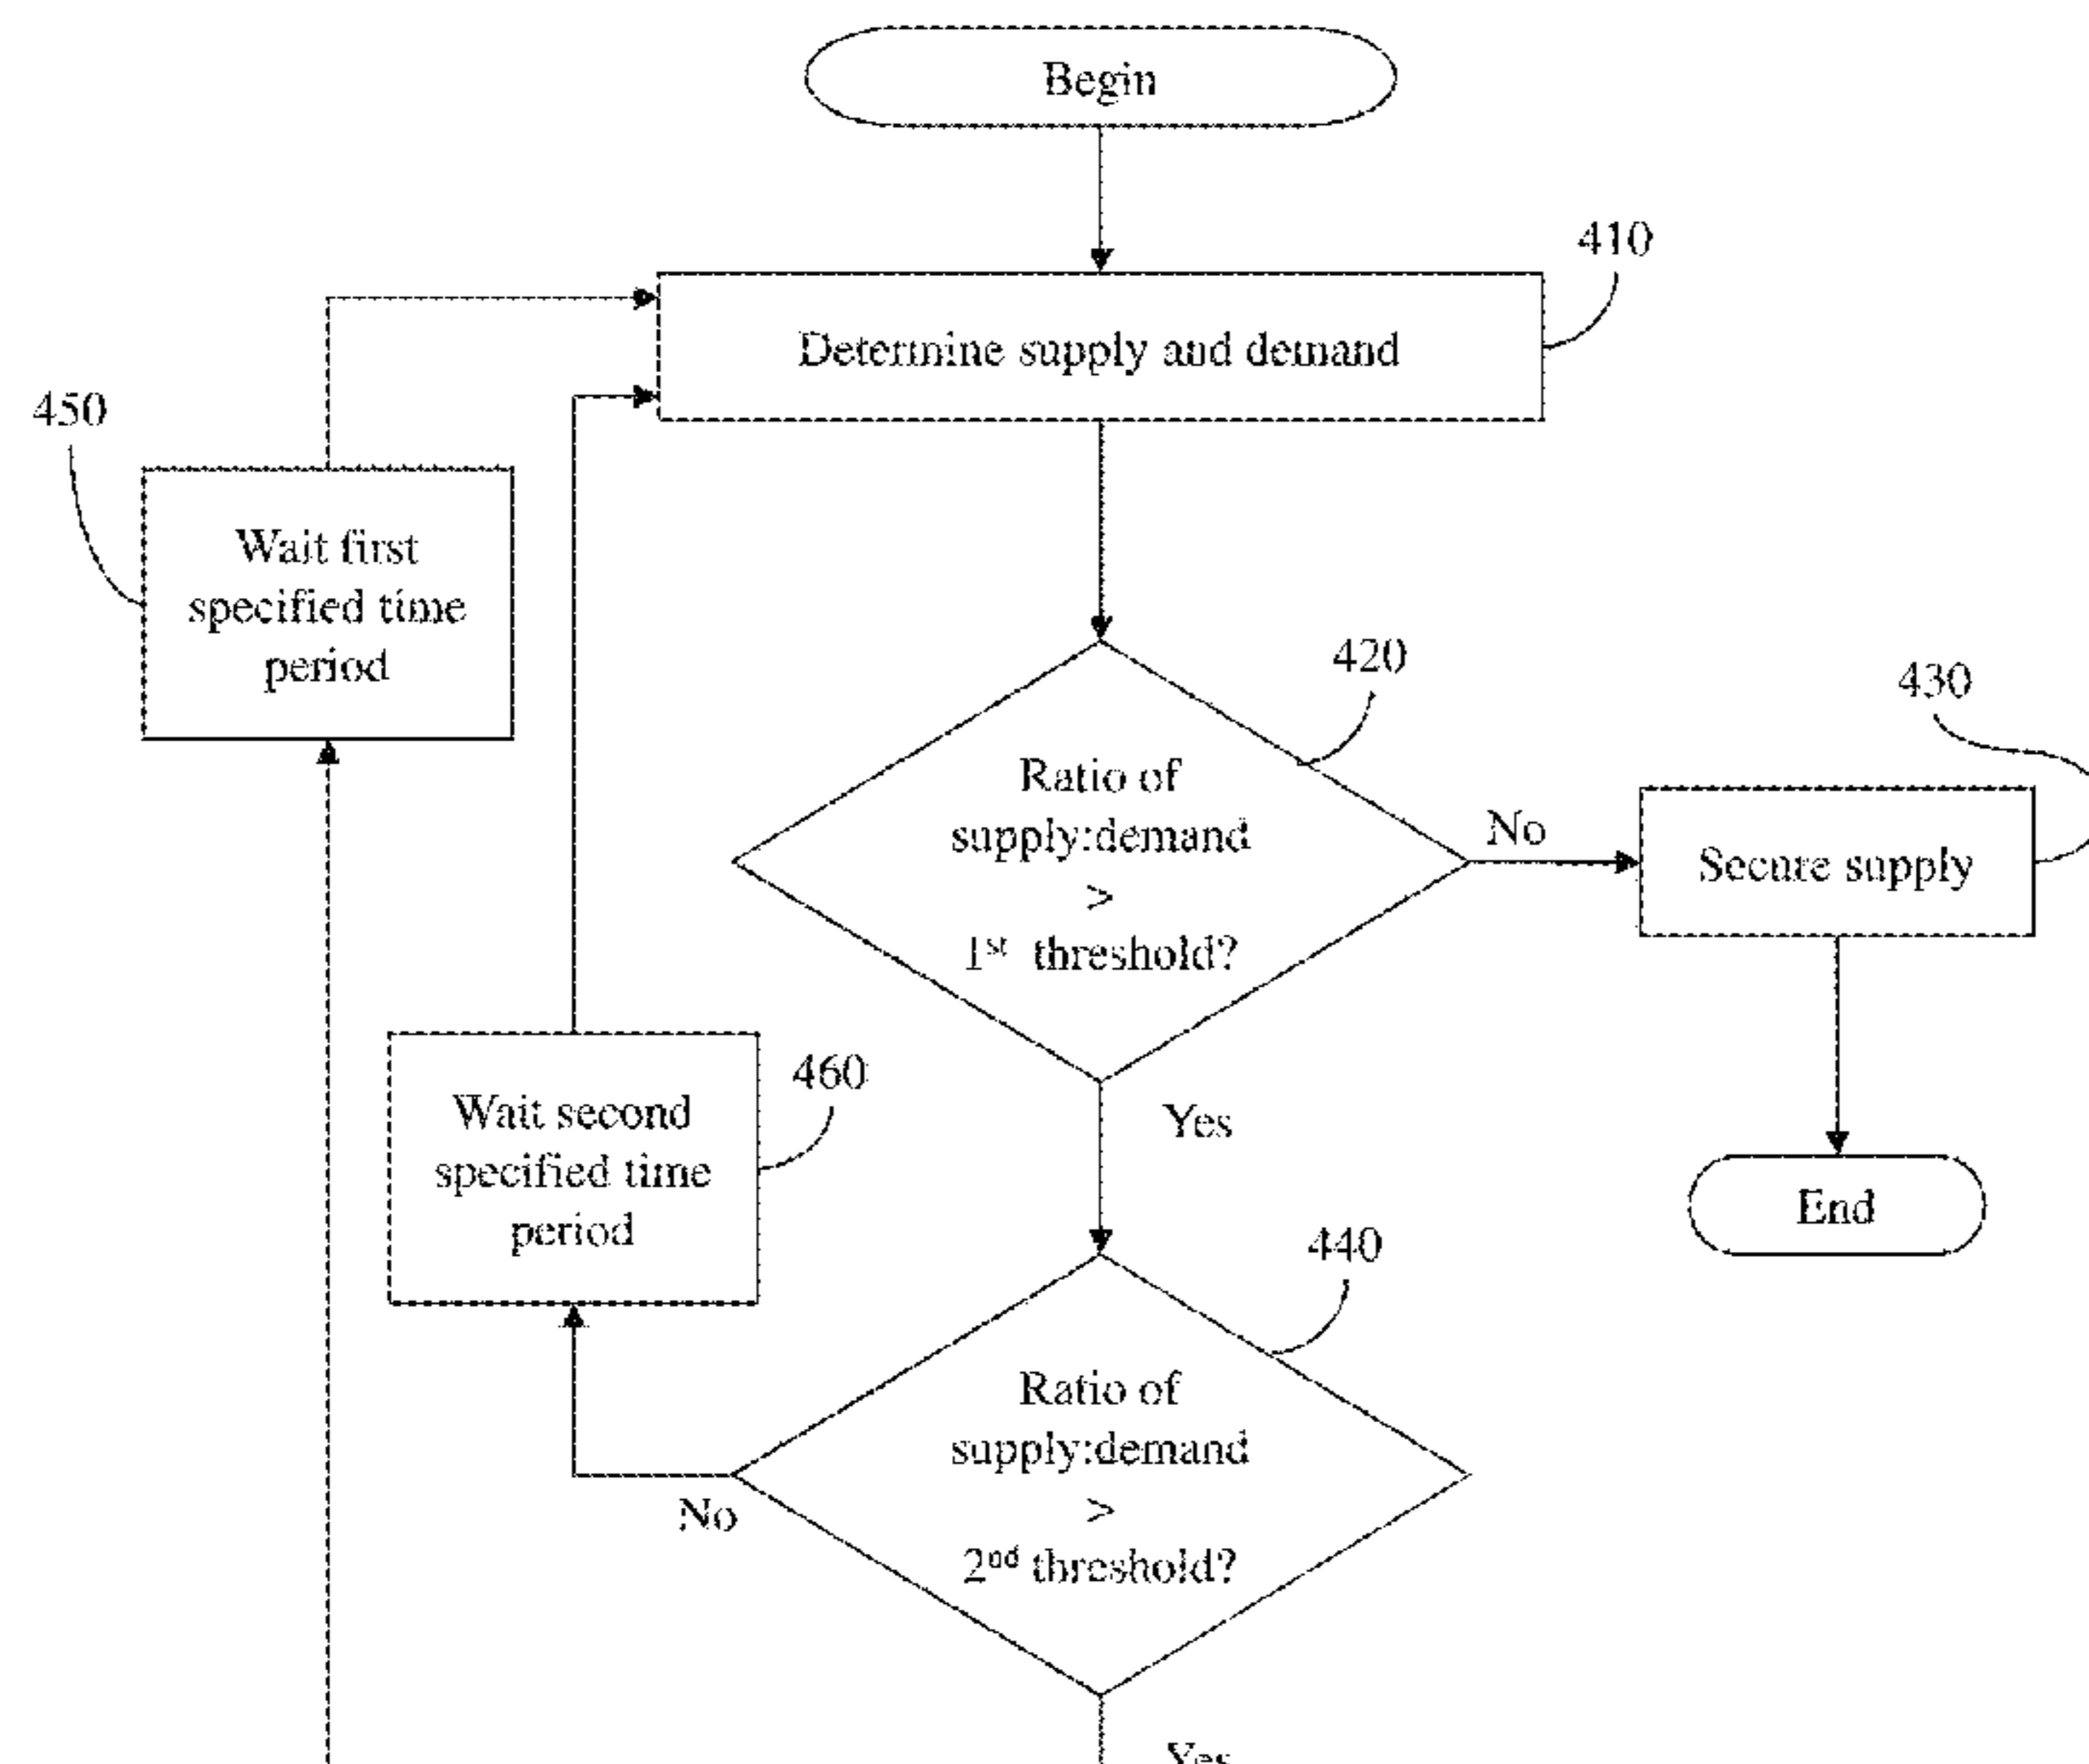 Begin
410
Determine supply and demand
450
Wait first
specified time
period
420
430
Ratio of
supply:demand
>
1st threshold?
No
Secure supply
460
Wait second
specified time
period
Yes
End
440
Ratio of
supply:demand
>
2nd threshold?
No
Yes